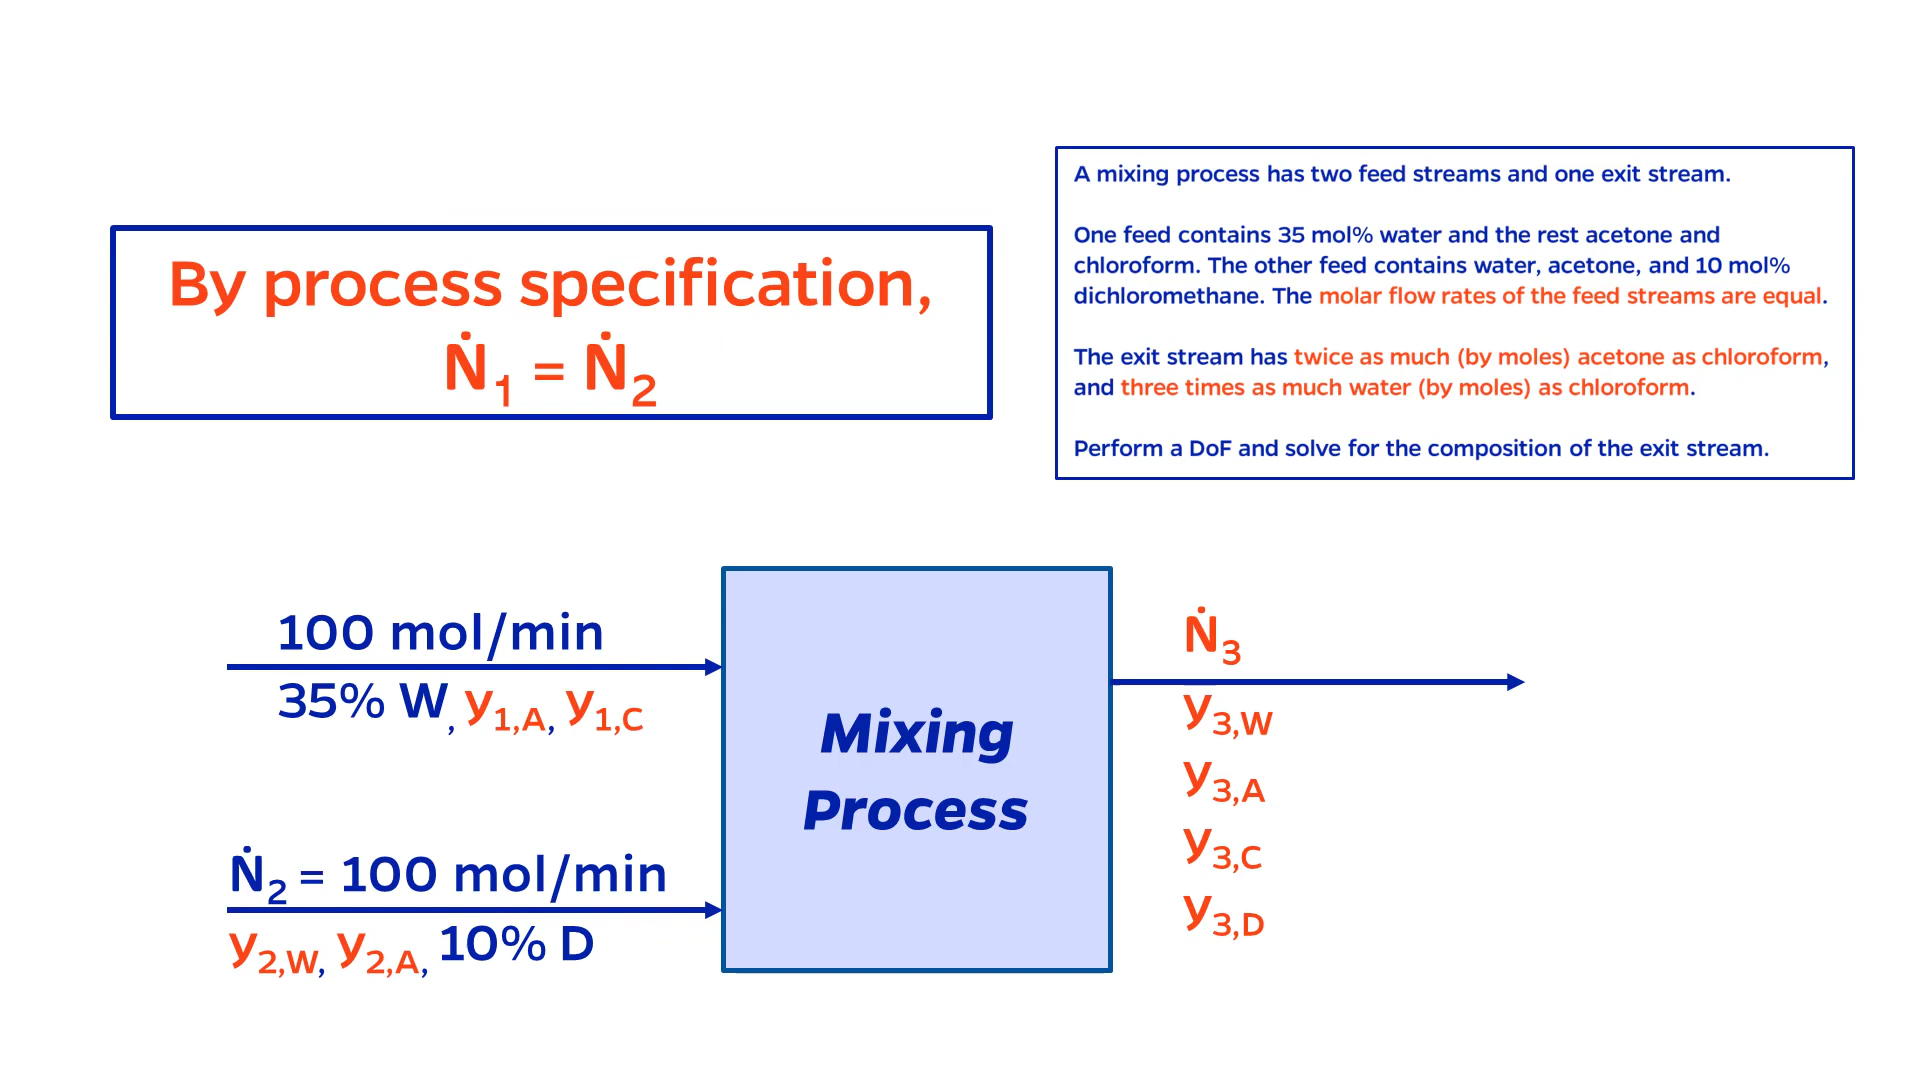 By process specification,
Ṅ₁ = Ṅ₂
A mixing process has two feed streams and one exit stream.
One feed contains 35 mol% water and the rest acetone and
chloroform. The other feed contains water, acetone, and 10 mol%
dichloromethane. The molar flow rates of the feed streams are equal.
The exit stream has twice as much (by moles) acetone as chloroform,
and three times as much water (by moles) as chloroform.
Perform a DoF and solve for the composition of the exit stream.
100 mol/min
35% W, y1,A, y1,C
Ṅ₂ = 100 mol/min
y2,W, y2,A, 10% D
Mixing
Process
Ṅ₃
y3,W
y3,A
y3,C
y3,D